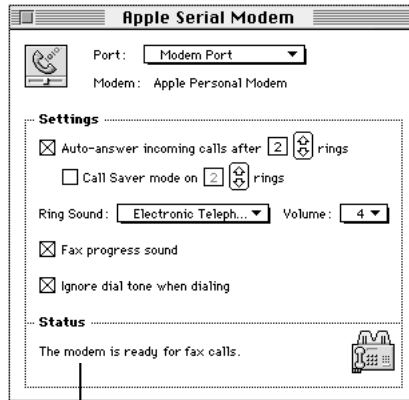 Apple Serial Modem
Port: Modem Port
Modem: Apple Personal Modem
Settings
Auto-answer incoming calls after 2 rings
Call Saver mode on 2 rings
Ring Sound: Electronic Teleph... Volume: 4
Fax progress sound
Ignore dial tone when dialing
Status
The modem is ready for fax calls.